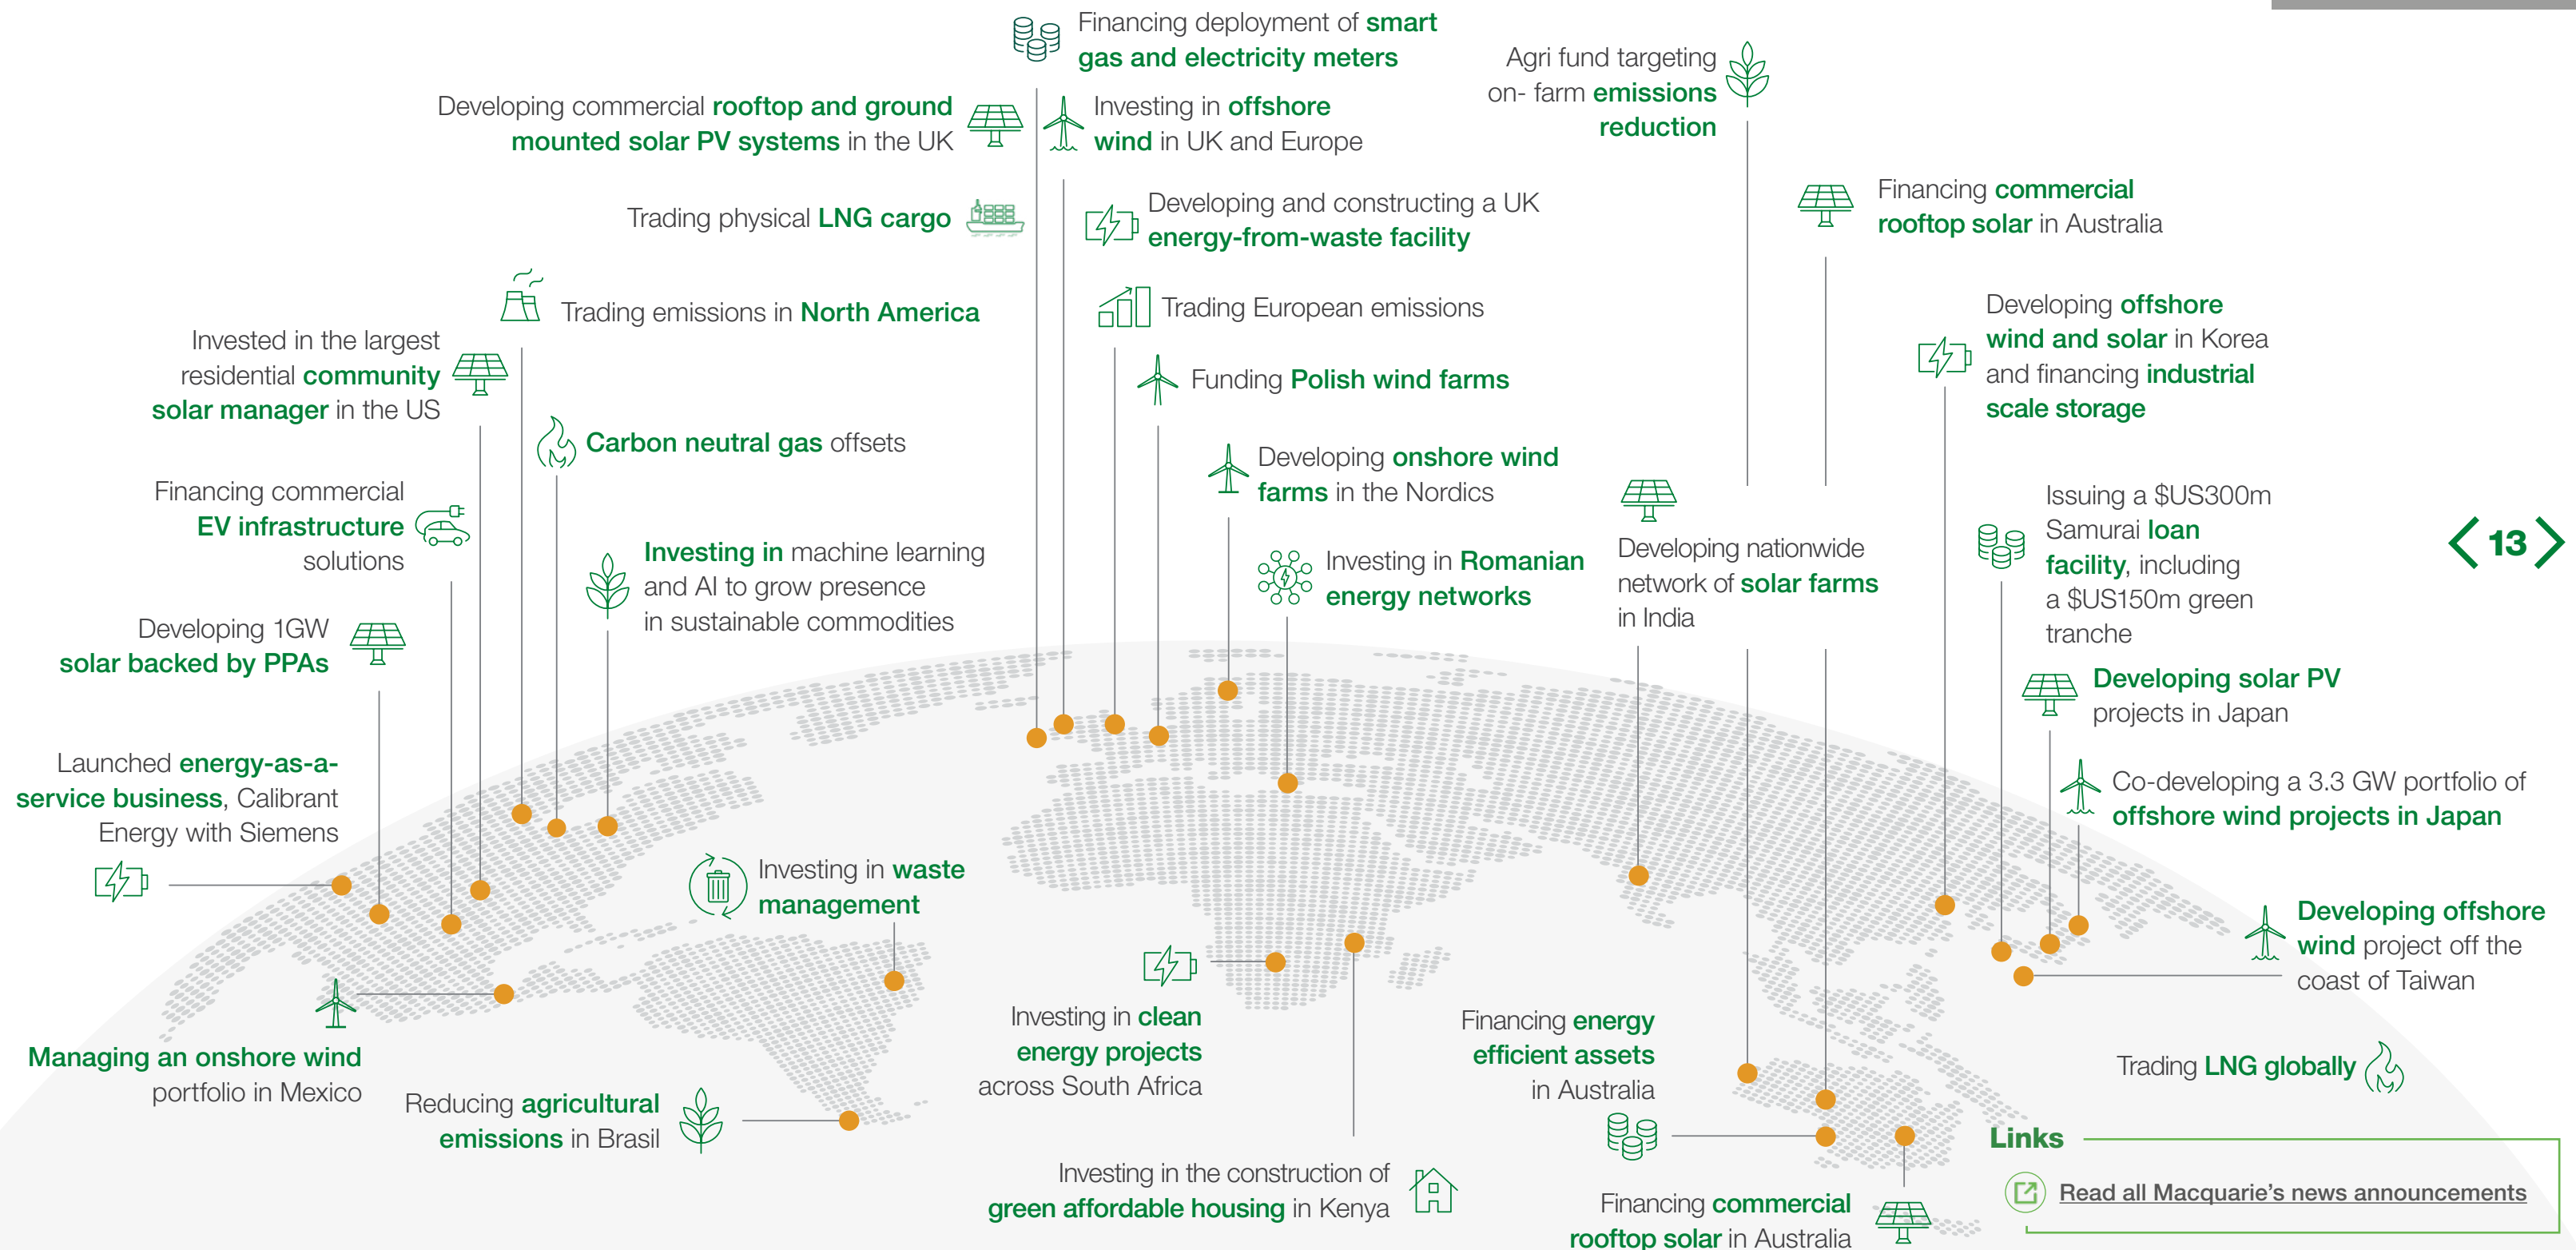 Financing deployment of smart
gas and electricity meters
Developing commercial rooftop and ground
mounted solar PV systems in the UK
Investing in offshore
wind in UK and Europe
Agri fund targeting
on- farm emissions
reduction
Trading physical LNG cargo
Developing and constructing a UK
energy-from-waste facility
Financing commercial
rooftop solar in Australia
Trading emissions in North America
Trading European emissions
Invested in the largest
residential community
solar manager in the US
Funding Polish wind farms
Developing offshore
wind and solar in Korea
and financing industrial
scale storage
Carbon neutral gas offsets
Developing onshore wind
farms in the Nordics
Financing commercial
EV infrastructure
solutions
Investing in machine learning
and AI to grow presence
in sustainable commodities
Investing in Romanian
energy networks
Developing nationwide
network of solar farms
in India
Issuing a $US300m
Samurai loan
facility, including
a $US150m green
tranche
13
Developing 1GW
solar backed by PPAs
Developing solar PV
projects in Japan
Launched energy-as-a-
service business, Calibrant
Energy with Siemens
Co-developing a 3.3 GW portfolio of
offshore wind projects in Japan
Investing in waste
management
Developing offshore
wind project off the
coast of Taiwan
Managing an onshore wind
portfolio in Mexico
Reducing agricultural
emissions in Brasil
Investing in clean
energy projects
across South Africa
Financing energy
efficient assets
in Australia
Trading LNG globally
Investing in the construction of
green affordable housing in Kenya
Financing commercial
rooftop solar in Australia
Links
Read all Macquarie's news announcements